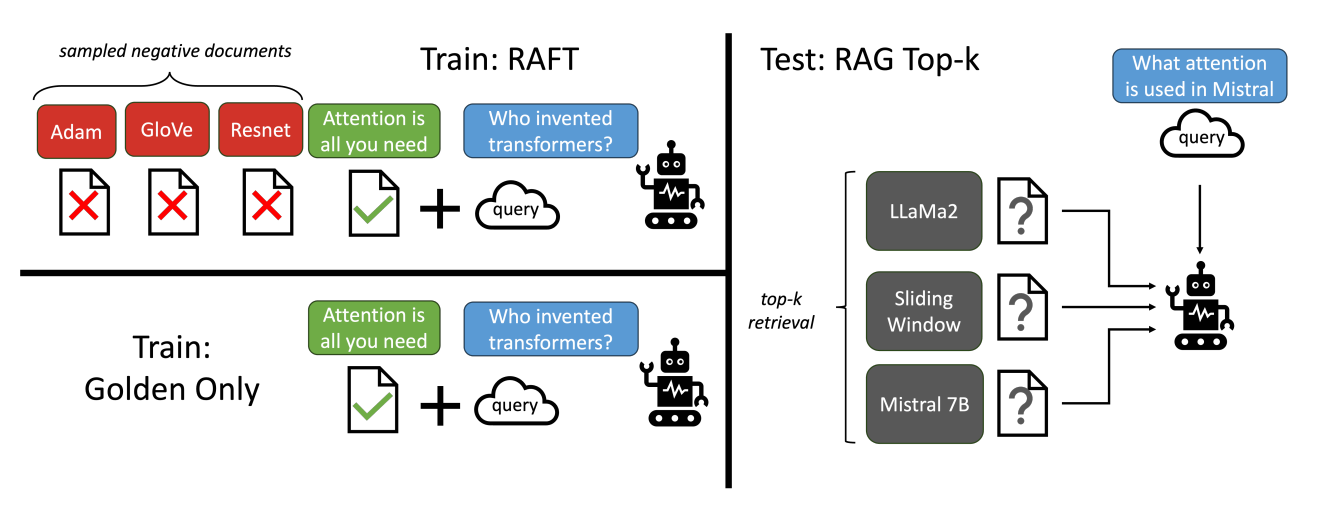 sampled negative documents
Train: RAFT
Adam
GloVe
Resnet
Attention is
all you need
Who invented
transformers?
query
Train:
Golden Only
Attention is
all you need
Who invented
transformers?
query
Test: RAG Top-k
What attention
is used in Mistral
query
top-k
retrieval
LLaMa2
?
Sliding
Window
?
Mistral 7B
?